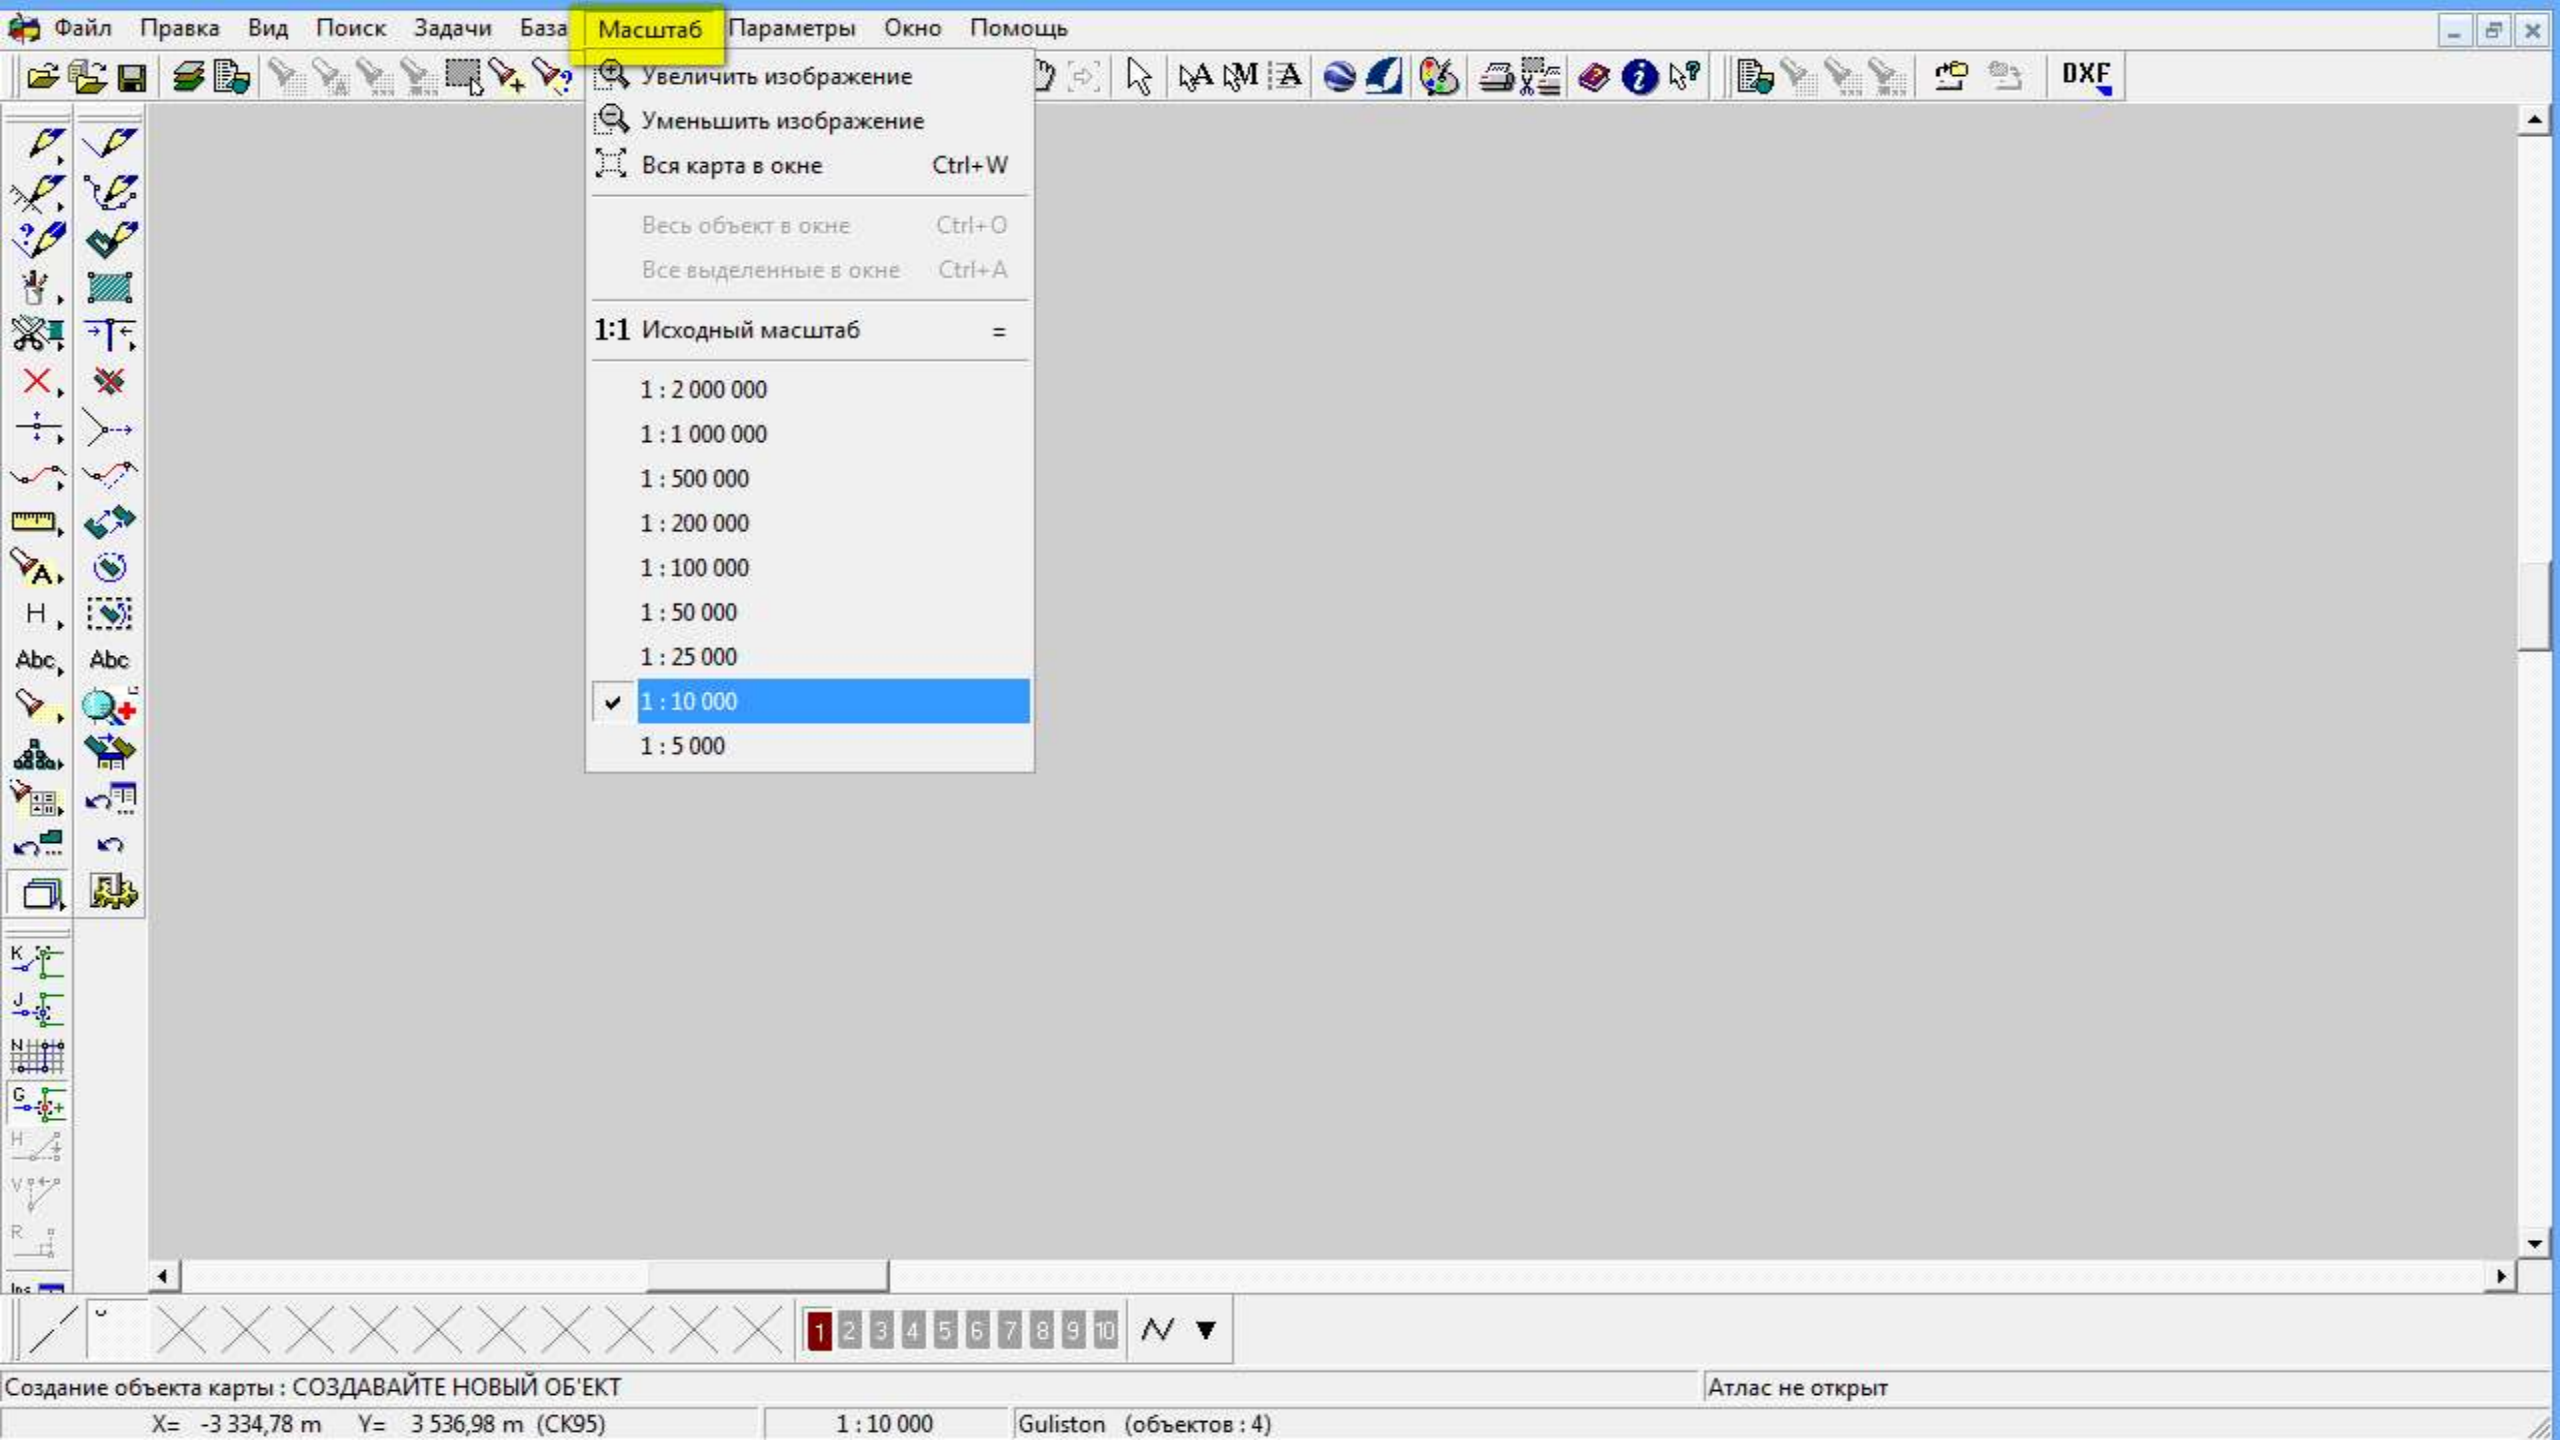 Файл Правка Вид Поиск Задачи База Масштаб Параметры Окно Помощь
DXF
Увеличить изображение
Уменьшить изображение
Вся карта в окне Ctrl+W
Весь объект в окне Ctrl+O
Все выделенные в окне Ctrl+A
1:1 Исходный масштаб =
1 : 2 000 000
1 : 1 000 000
1 : 500 000
1 : 200 000
1 : 100 000
1 : 50 000
1 : 25 000
1 : 10 000
1 : 5 000
A
H
Abc Abc
K
J
N
G
H
V
R
Ins
1 2 3 4 5 6 7 8 9 10
Создание объекта карты : СОЗДАВАЙТЕ НОВЫЙ ОБ'ЕКТ Атлас не открыт
X= -3 334,78 m Y= 3 536,98 m (СК95) 1 : 10 000 Guliston (объектов : 4)